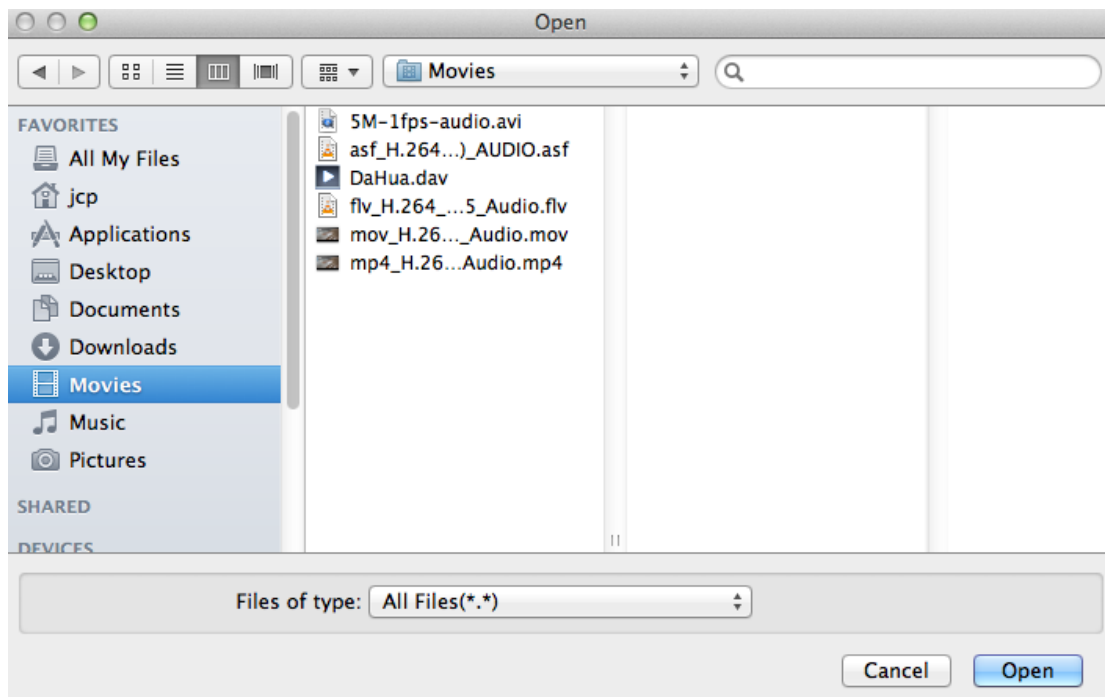 Open
Movies
FAVORITES
All My Files
jcp
Applications
Desktop
Documents
Downloads
Movies
Music
Pictures
SHARED
DEVICES
5M-1fps-audio.avi
asf_H.264...)_AUDIO.asf
DaHua.dav
flv_H.264_...5_Audio.flv
mov_H.26..._Audio.mov
mp4_H.26...Audio.mp4
Files of type: All Files(*.*)
Cancel Open